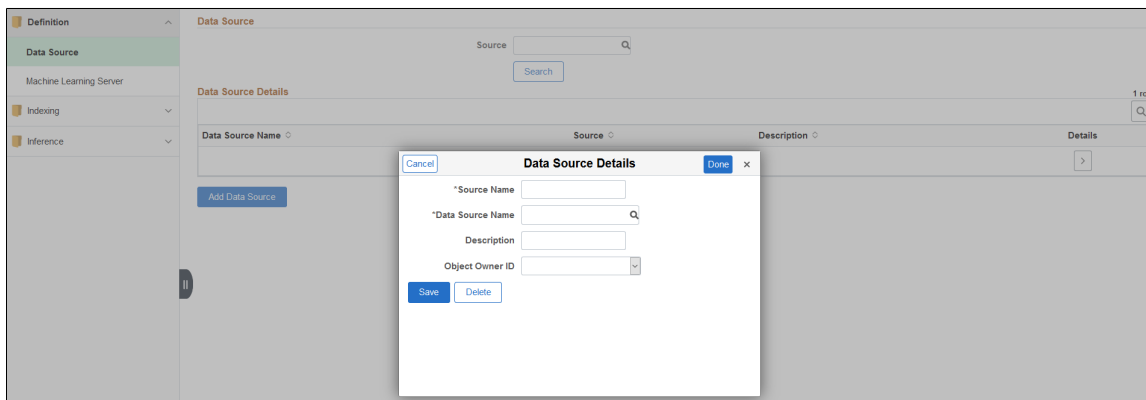 Definition
Data Source
Machine Learning Server
Indexing
Inference
Data Source
Source
Search
Data Source Details
1 ro
Data Source Name
Source
Description
Details
Add Data Source
Cancel
Data Source Details
Done
*Source Name
*Data Source Name
Description
Object Owner ID
Save
Delete